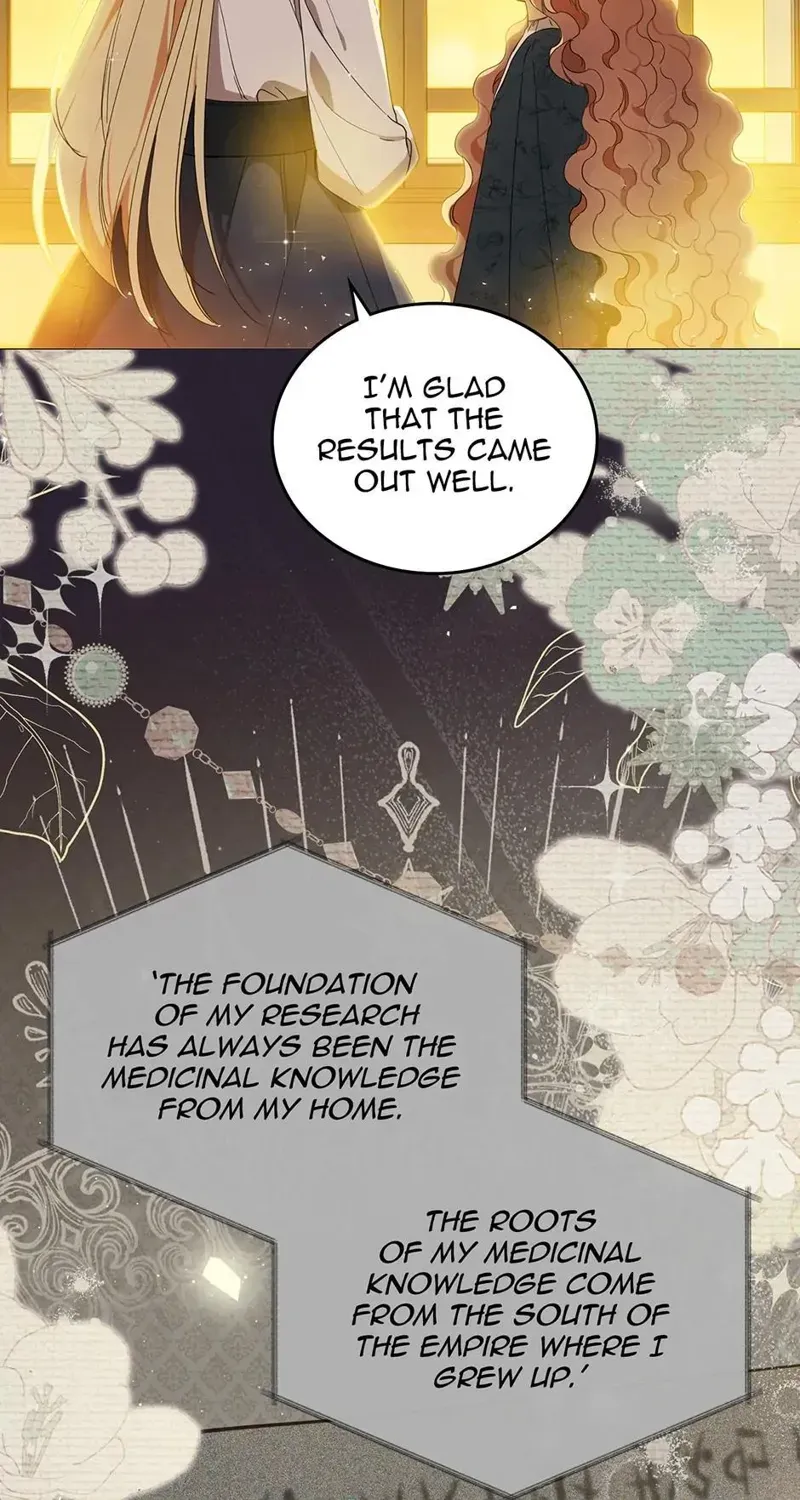 I'M GLAD
THAT THE
RESULTS CAME
OUT WELL.
'THE FOUNDATION
OF MY RESEARCH
HAS ALWAYS BEEN THE
MEDICINAL KNOWLEDGE
FROM MY HOME.
THE ROOTS
OF MY MEDICINAL
KNOWLEDGE COME
FROM THE SOUTH OF
THE EMPIRE WHERE I
GREW UP.'